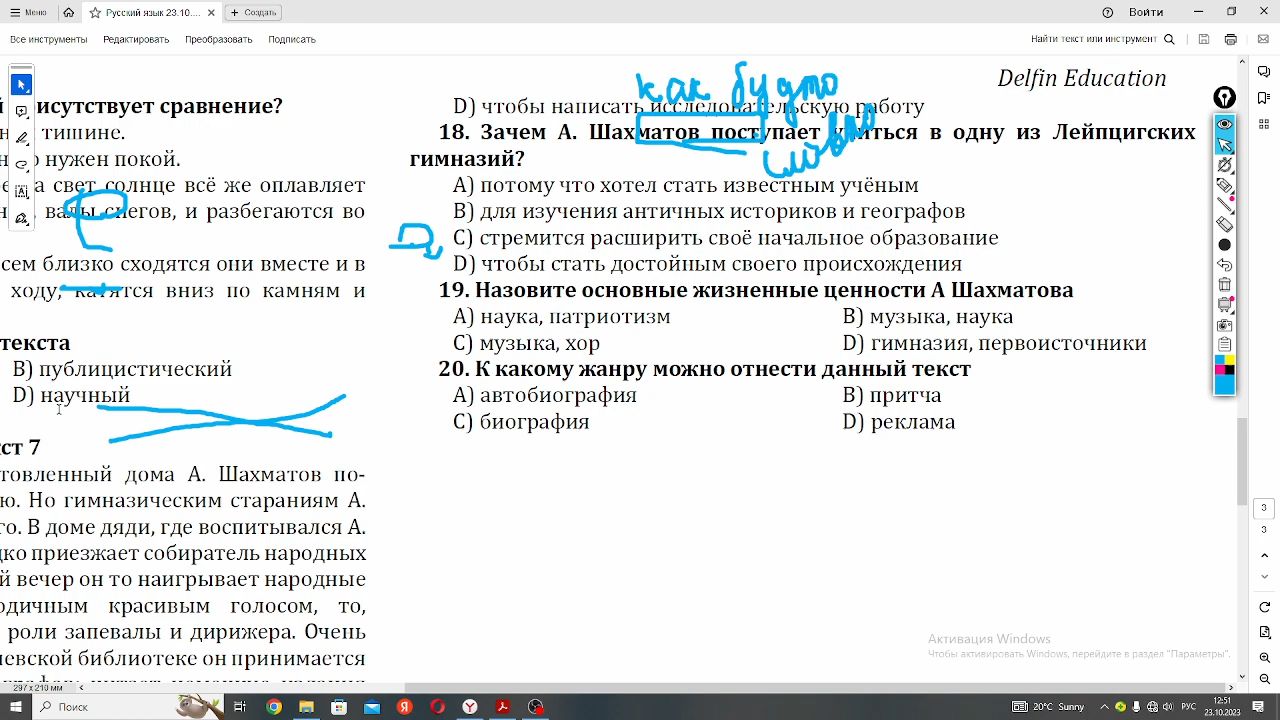 Меню
Русский 23.10....
Создать
Войти
Все инструменты
Редактировать
Преобразовать
Подписать
Найти текст или инструмент
Delfin Education
присутствует сравнение?
тишине.
о нужен покой.
свет солнце всё же оплавляет
валы снегов, и разбегаются во
сем близко сходятся они вместе и в
ходу, катятся вниз по камням и
текста
B) публицистический
D) научный
ст 7
товленный дома А. Шахматов по-
ю. Но гимназическим стараниям А.
го. В доме дяди, где воспитывался А.
дко приезжает собиратель народных
й вечер он то наигрывает народные
одичным красивым голосом, то,
роли запевалы и дирижера. Очень
левской библиотеке он принимается
как будто
словно
D) чтобы написать исследовательскую работу
18. Зачем А. Шахматов поступает учиться в одну из Лейпцигских
гимназий?
A) потому что хотел стать известным учёным
B) для изучения античных историков и географов
C) стремится расширить своё начальное образование
D) чтобы стать достойным своего происхождения
19. Назовите основные жизненные ценности А Шахматова
A) наука, патриотизм B) музыка, наука
C) музыка, хор D) гимназия, первоисточники
20. К какому жанру можно отнести данный текст
A) автобиография B) притча
C) биография D) реклама
3
3
Активация Windows
Чтобы активировать Windows, перейдите в раздел "Параметры".
297 x 210 мм
Поиск
20°C Sunny
РУС
12:51
23.10.2023